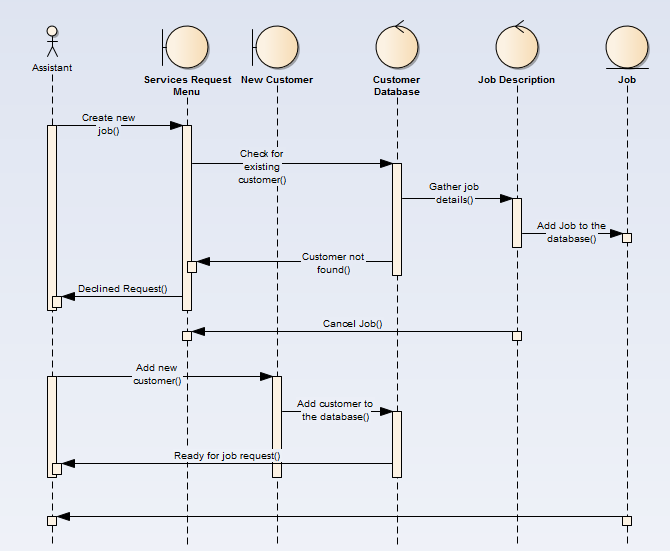 Assistant
Services Request
Menu
New Customer
Customer
Database
Job Description
Job
Create new
job()
Check for
existing
customer()
Gather job
details()
Add Job to the
database()
Customer not
found()
Declined Request()
Cancel Job()
Add new
customer()
Add customer to
the database()
Ready for job request()